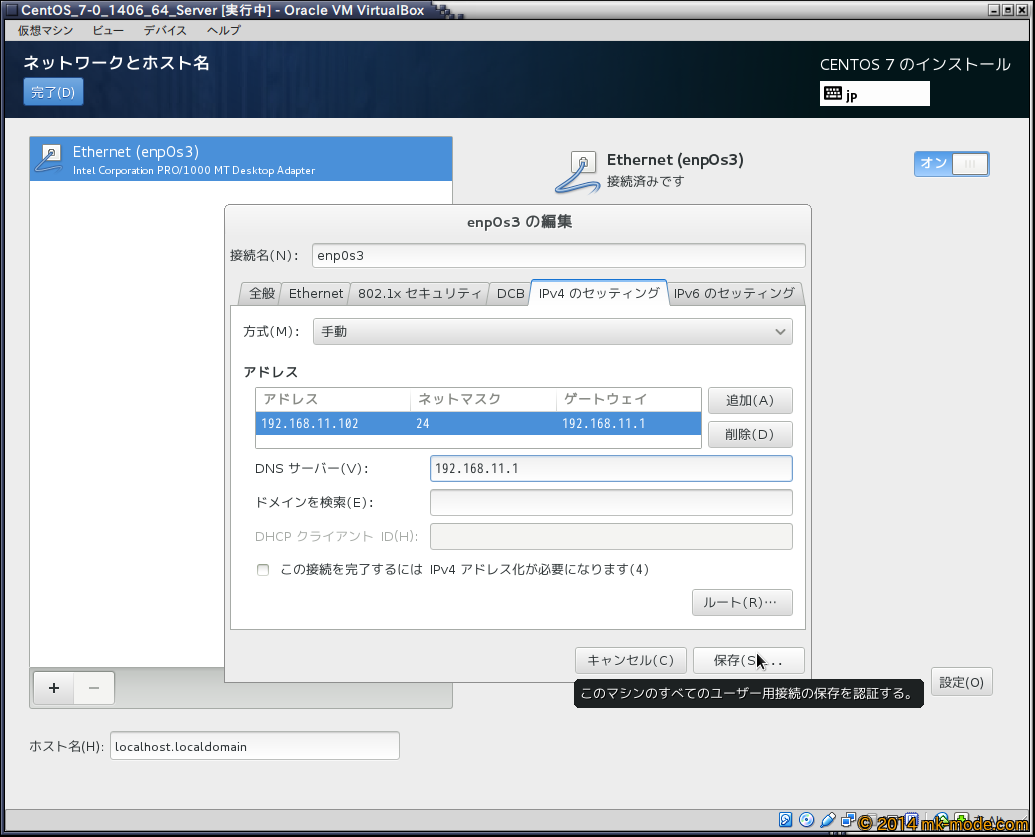 CentOS_7-0_1406_64_Server [実行中] - Oracle VM VirtualBox
仮想マシン ビュー デバイス ヘルプ
ネットワークとホスト名
CENTOS 7 のインストール
完了(D)
jp
Ethernet (enp0s3)
Intel Corporation PRO/1000 MT Desktop Adapter
Ethernet (enp0s3)
接続済みです
オン
enp0s3 の編集
接続名(N): enp0s3
全般 Ethernet 802.1x セキュリティ DCB IPv4 のセッティング IPv6 のセッティング
方式(M): 手動
アドレス
アドレス ネットマスク ゲートウェイ
192.168.11.102 24 192.168.11.1
追加(A)
削除(D)
DNS サーバー(V): 192.168.11.1
ドメインを検索(E):
DHCP クライアント ID(H):
この接続を完了するには IPv4 アドレス化が必要になります(4)
ルート(R)…
キャンセル(C) 保存(S)...
このマシンのすべてのユーザー用接続の保存を認証する。
+ −
設定(O)
ホスト名(H): localhost.localdomain
© 2014 mk-mode.com